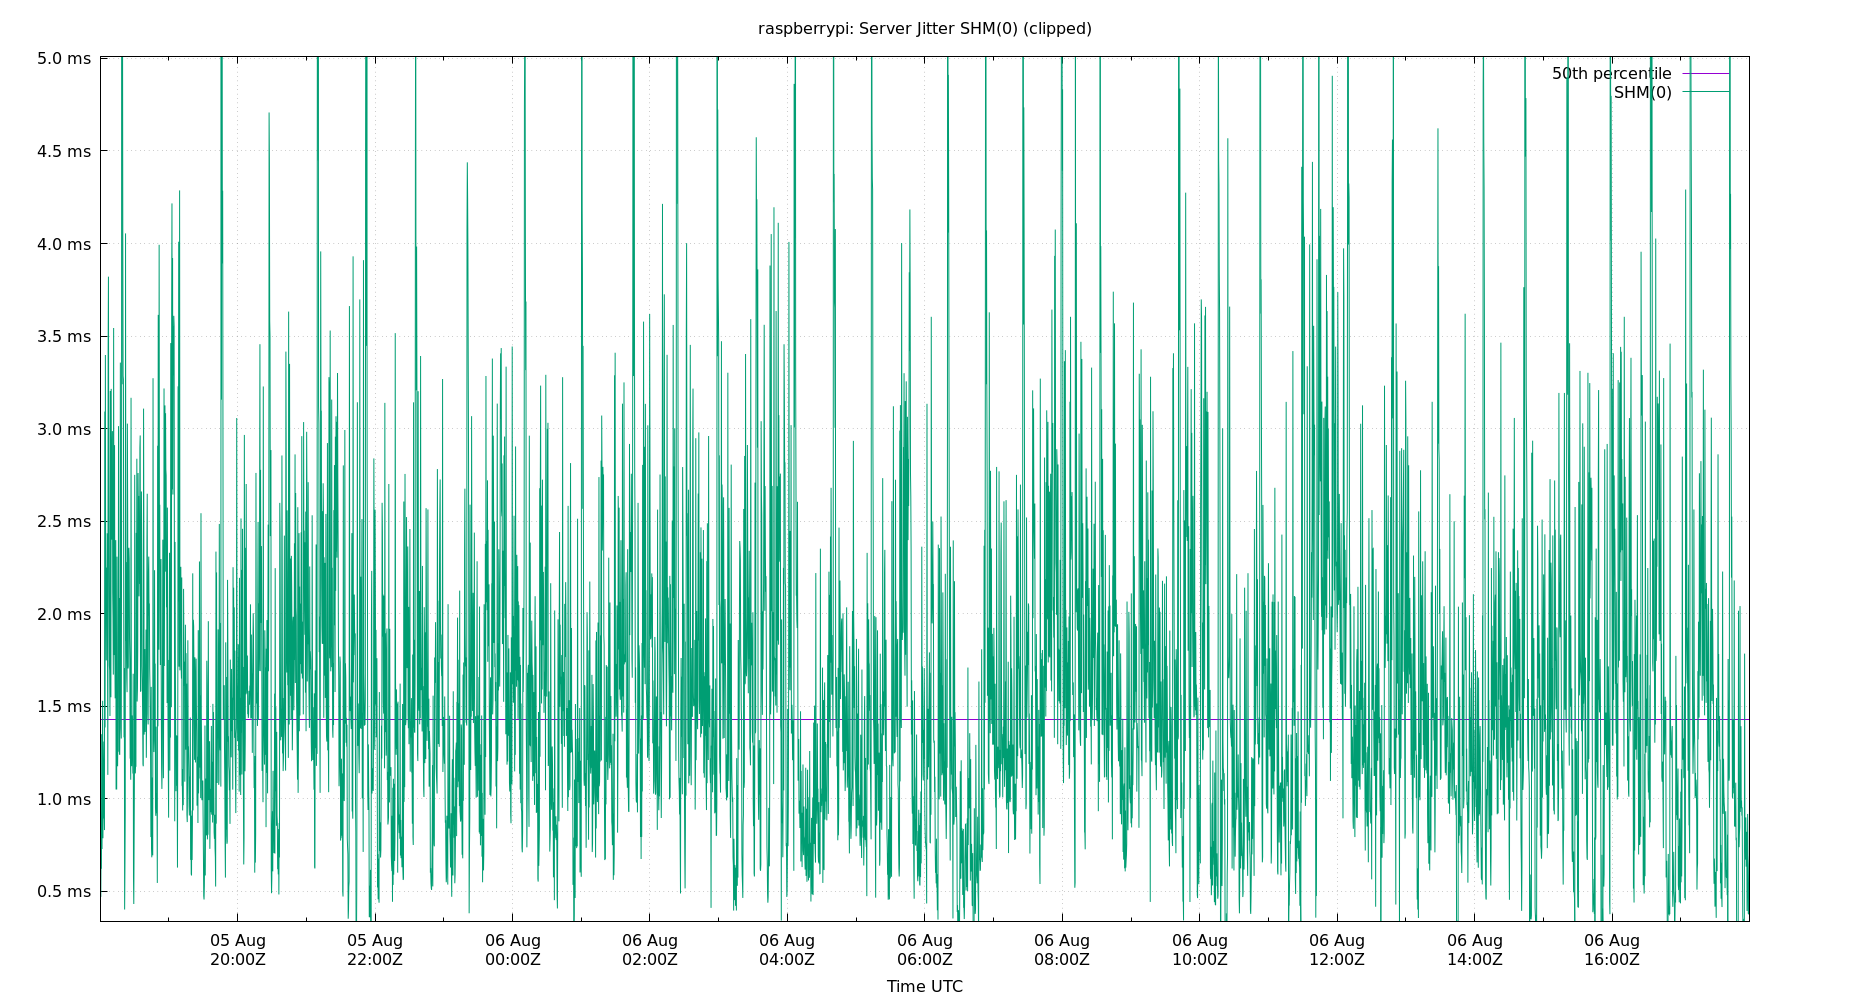 raspberrypi: Server Jitter SHM(0) (clipped)
5.0 ms
50th percentile
SHM(0)
4.5 ms
4.0 ms
3.5 ms
3.0 ms
2.5 ms
2.0 ms
1.5 ms
1.0 ms
0.5 ms
05 Aug 05 Aug 06 Aug 06 Aug 06 Aug 06 Aug 06 Aug 06 Aug 06 Aug 06 Aug 06 Aug
20:00Z 22:00Z 00:00Z 02:00Z 04:00Z 06:00Z 08:00Z 10:00Z 12:00Z 14:00Z 16:00Z
Time UTC